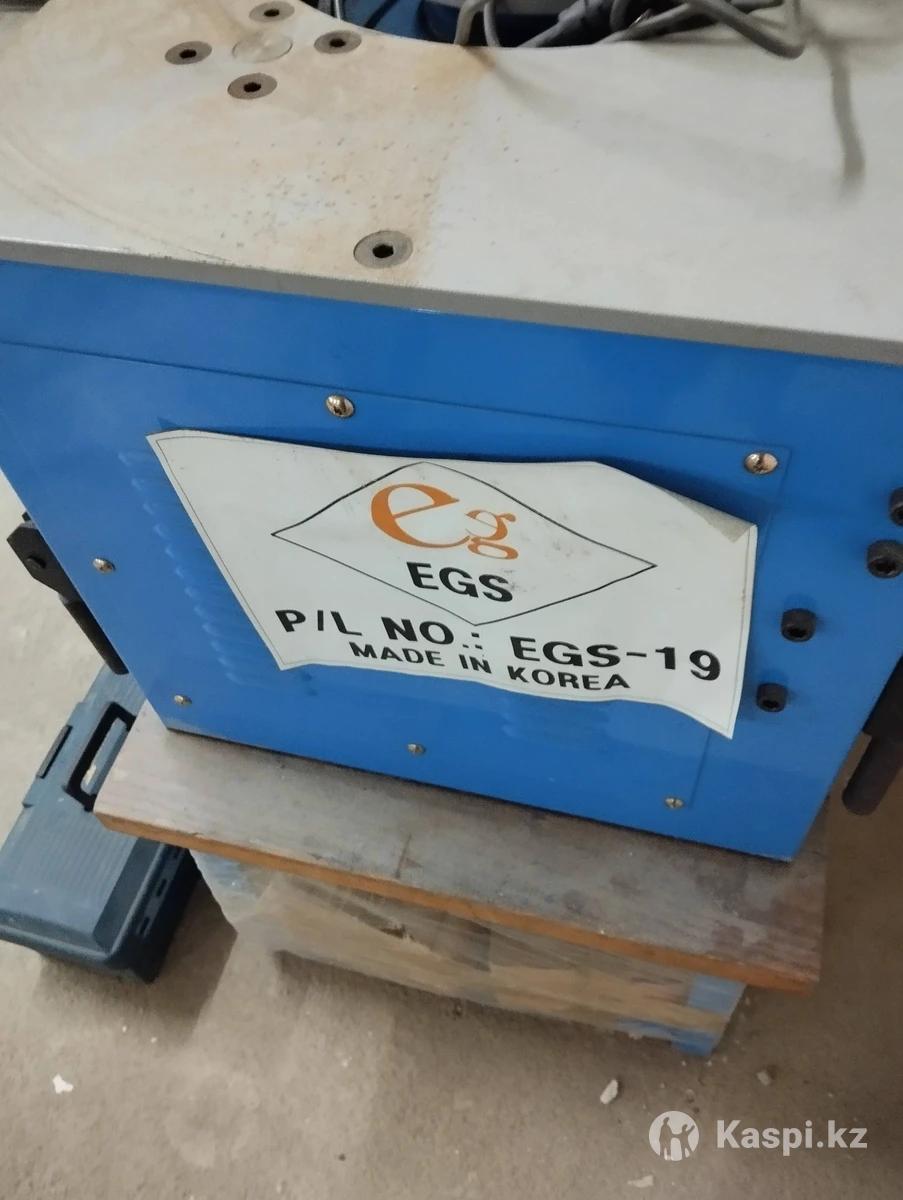 eg
EGS
P/L NO.: EGS-19
MADE IN KOREA
Kaspi.kz